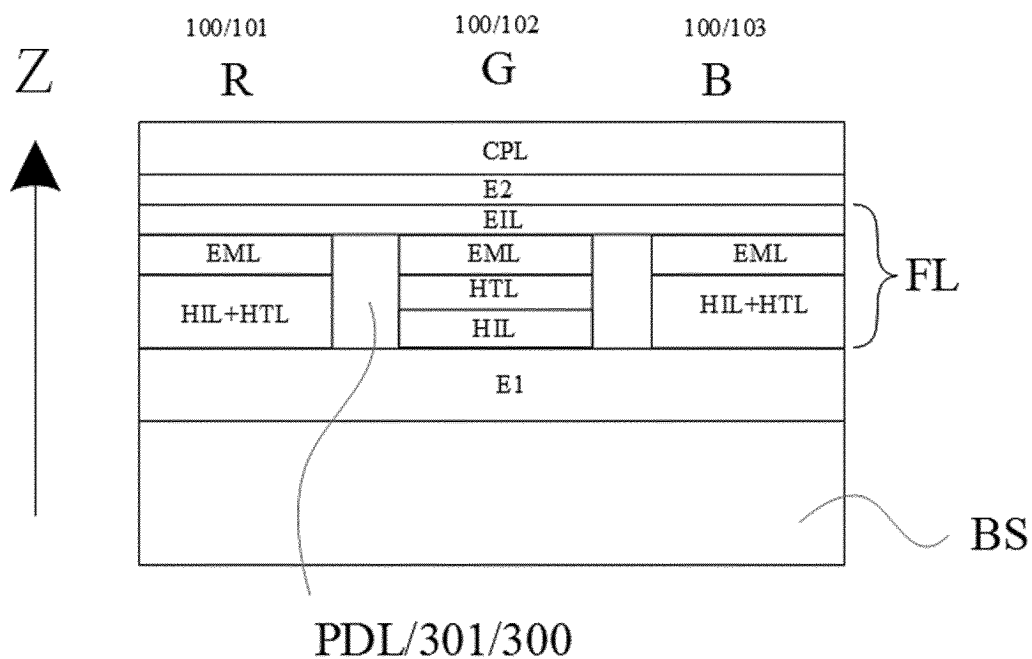 100/101 100/102 100/103
Z R G B
CPL
E2
EIL
EML EML EML
FL
HTL
HIL+HTL HIL+HTL
HIL
E1
BS
PDL/301/300